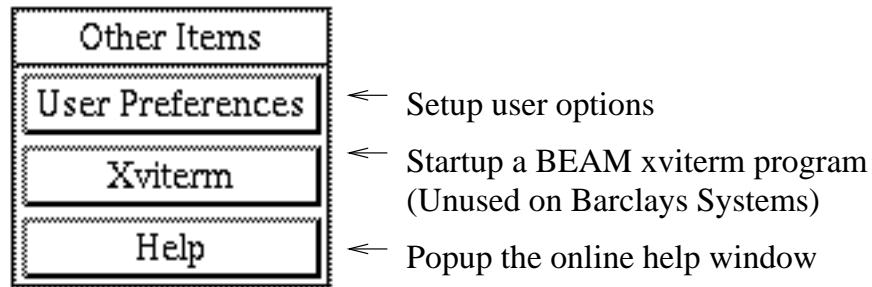 Other Items
User Preferences
Setup user options
Xviterm
Startup a BEAM xviterm program
(Unused on Barclays Systems)
Help
Popup the online help window